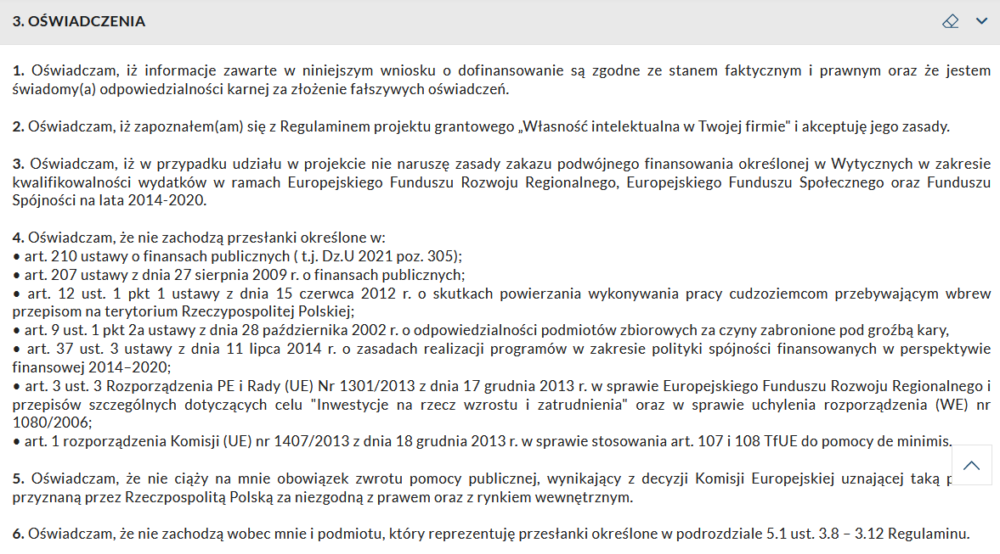 3. OŚWIADCZENIA
1. Oświadczam, iż informacje zawarte w niniejszym wniosku o dofinansowanie są zgodne ze stanem faktycznym i prawnym oraz że jestem
świadomy(a) odpowiedzialności karnej za złożenie fałszywych oświadczeń.
2. Oświadczam, iż zapoznałem(am) się z Regulaminem projektu grantowego „Własność intelektualna w Twojej firmie" i akceptuję jego zasady.
3. Oświadczam, iż w przypadku udziału w projekcie nie naruszę zasady zakazu podwójnego finansowania określonej w Wytycznych w zakresie
kwalifikowalności wydatków w ramach Europejskiego Funduszu Rozwoju Regionalnego, Europejskiego Funduszu Społecznego oraz Funduszu
Spójności na lata 2014-2020.
4. Oświadczam, że nie zachodzą przesłanki określone w:
● art. 210 ustawy o finansach publicznych ( t.j. Dz.U 2021 poz. 305);
● art. 207 ustawy z dnia 27 sierpnia 2009 r. o finansach publicznych;
● art. 12 ust. 1 pkt 1 ustawy z dnia 15 czerwca 2012 r. o skutkach powierzania wykonywania pracy cudzoziemcom przebywającym wbrew
przepisom na terytorium Rzeczypospolitej Polskiej;
● art. 9 ust. 1 pkt 2a ustawy z dnia 28 października 2002 r. o odpowiedzialności podmiotów zbiorowych za czyny zabronione pod groźbą kary,
● art. 37 ust. 3 ustawy z dnia 11 lipca 2014 r. o zasadach realizacji programów w zakresie polityki spójności finansowanych w perspektywie
finansowej 2014–2020;
● art. 3 ust. 3 Rozporządzenia PE i Rady (UE) Nr 1301/2013 z dnia 17 grudnia 2013 r. w sprawie Europejskiego Funduszu Rozwoju Regionalnego i
przepisów szczególnych dotyczących celu "Inwestycje na rzecz wzrostu i zatrudnienia" oraz w sprawie uchylenia rozporządzenia (WE) nr
1080/2006;
● art. 1 rozporządzenia Komisji (UE) nr 1407/2013 z dnia 18 grudnia 2013 r. w sprawie stosowania art. 107 i 108 TfUE do pomocy de minimis.
5. Oświadczam, że nie ciąży na mnie obowiązek zwrotu pomocy publicznej, wynikający z decyzji Komisji Europejskiej uznającej taką
przyznaną przez Rzeczpospolitą Polską za niezgodną z prawem oraz z rynkiem wewnętrznym.
6. Oświadczam, że nie zachodzą wobec mnie i podmiotu, który reprezentuję przesłanki określone w podrozdziale 5.1 ust. 3.8 – 3.12 Regulaminu.